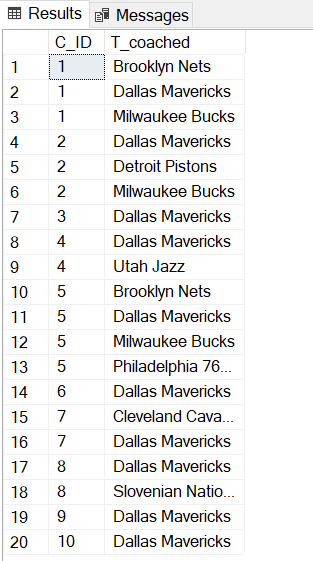 Results Messages
C_ID T_coached
1 1 Brooklyn Nets
2 1 Dallas Mavericks
3 1 Milwaukee Bucks
4 2 Dallas Mavericks
5 2 Detroit Pistons
6 2 Milwaukee Bucks
7 3 Dallas Mavericks
8 4 Dallas Mavericks
9 4 Utah Jazz
10 5 Brooklyn Nets
11 5 Dallas Mavericks
12 5 Milwaukee Bucks
13 5 Philadelphia 76...
14 6 Dallas Mavericks
15 7 Cleveland Cava...
16 7 Dallas Mavericks
17 8 Dallas Mavericks
18 8 Slovenian Natio...
19 9 Dallas Mavericks
20 10 Dallas Mavericks